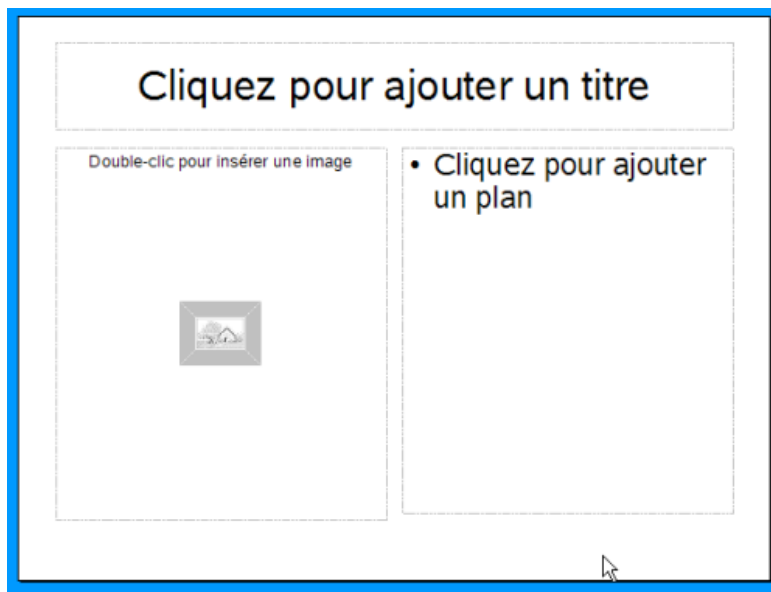 Cliquez pour ajouter un titre
Double-clic pour insérer une image
• Cliquez pour ajouter
un plan